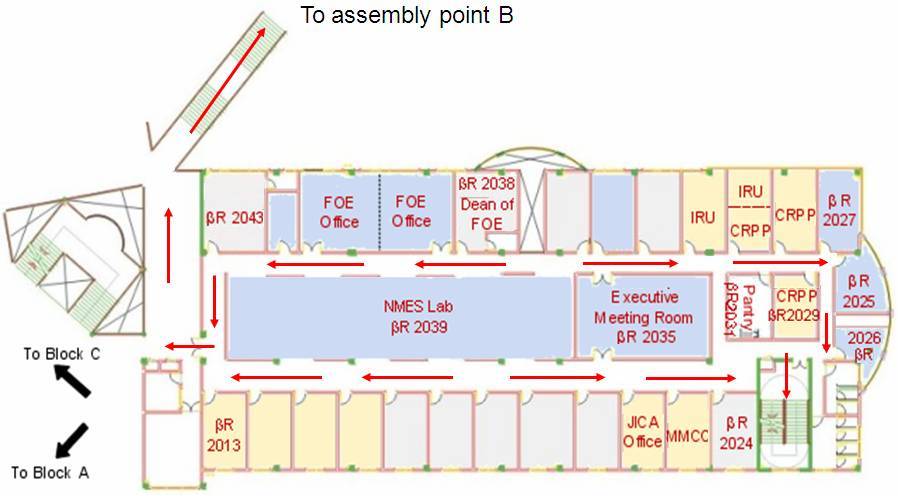 To assembly point B
βR 2043
FOE
Office
FOE
Office
βR 2038
Dean of
FOE
IRU
IRU
CRPP
CRPP
β R
2027
NMES Lab
βR 2039
Executive
Meeting Room
βR 2035
Pantry
βR2031
CRPP
βR2029
β R
2025
2026
βR
To Block C
To Block A
βR
2013
JICA
Office
MMCC
βR
2024